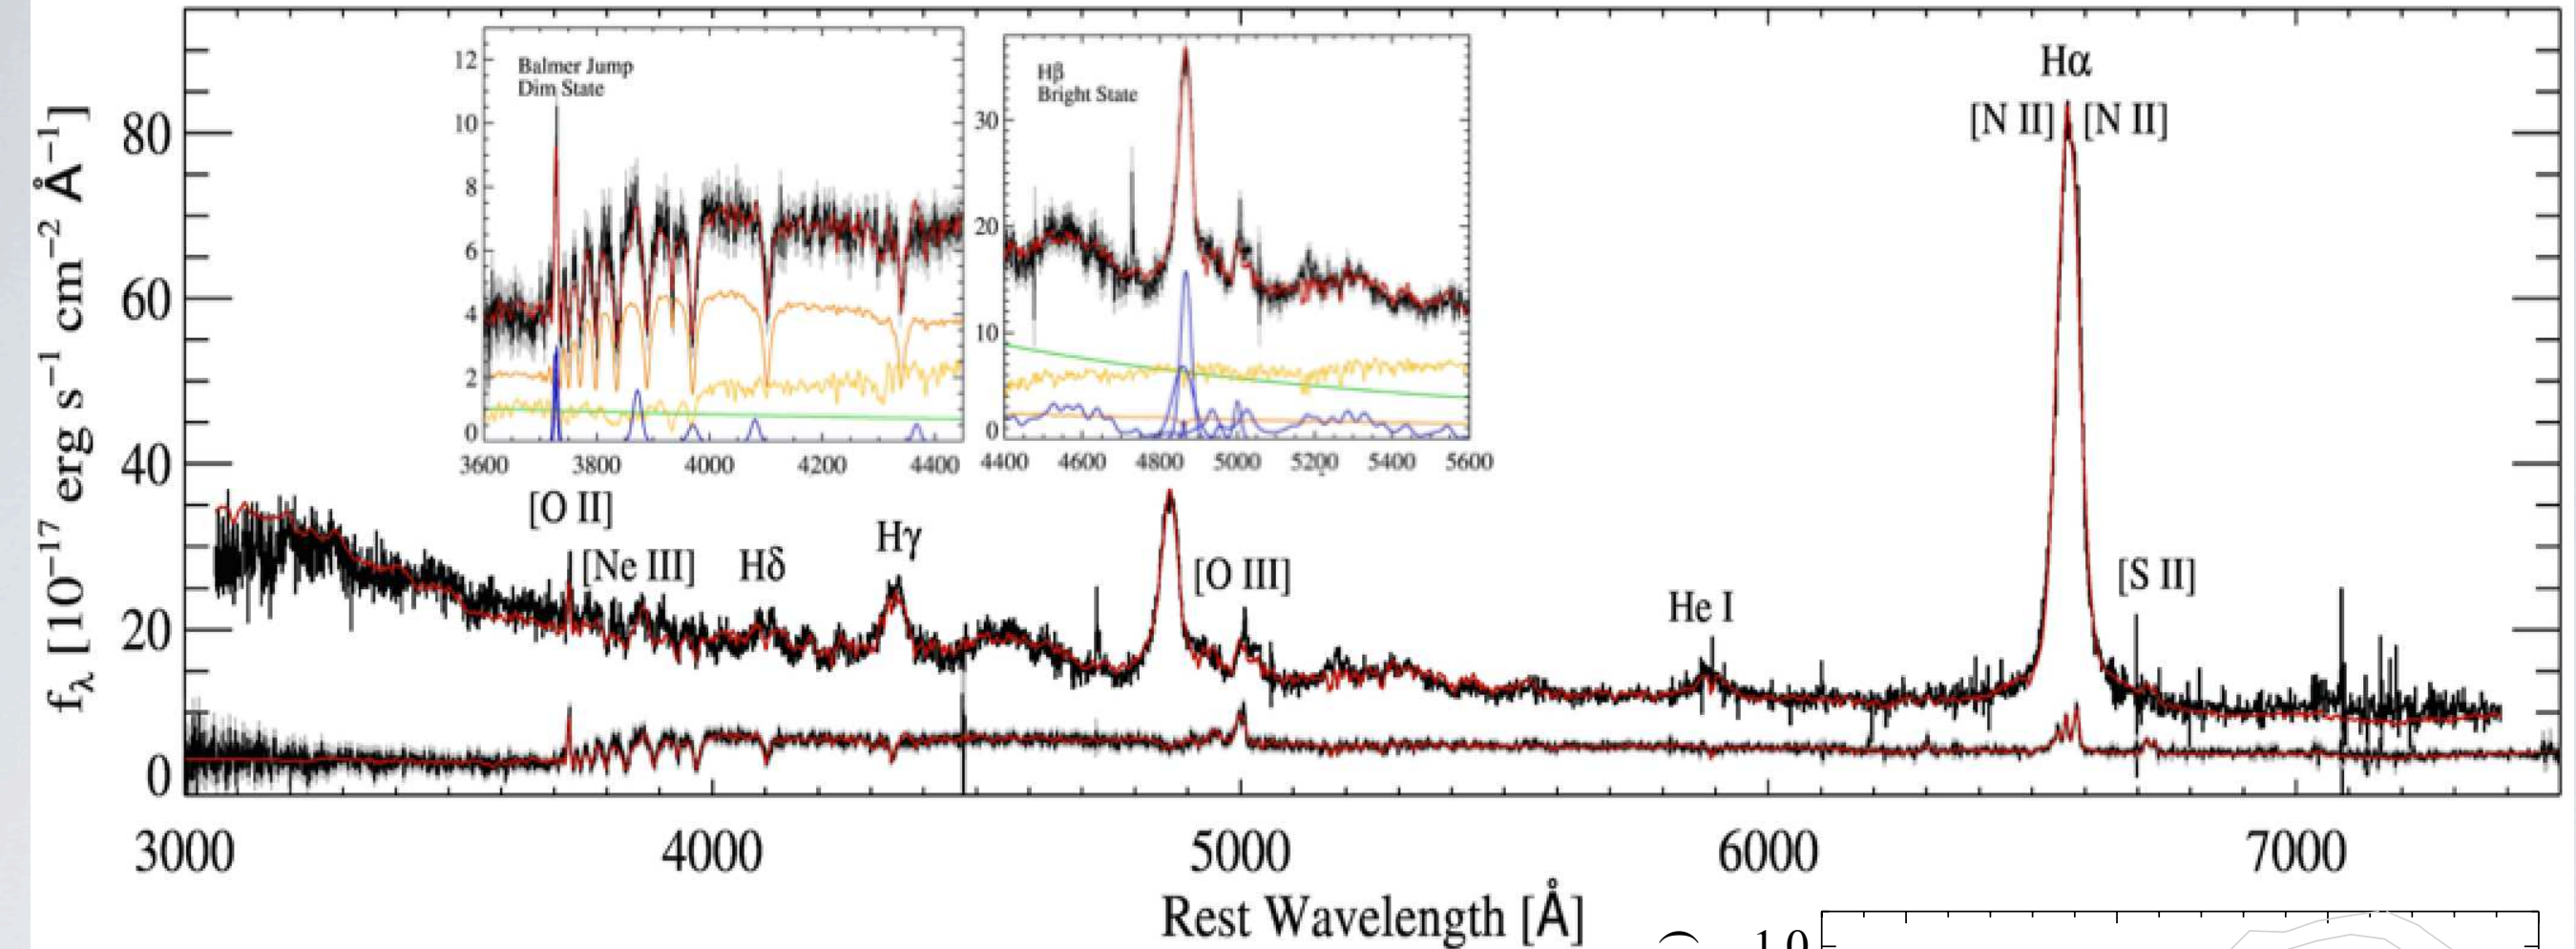 Balmer Jump
Dim State
12
10
8
6
4
2
0
3600 3800 4000 4200 4400
Hβ
Bright State
30
20
10
0
4400 4600 4800 5000 5200 5400 5600
fλ [10−17 erg s−1 cm−2 Å−1]
80
60
40
20
0
Hα
[N II] [N II]
[O II]
[Ne III]
Hδ
Hγ
[O III]
He I
[S II]
3000 4000 5000 6000 7000
Rest Wavelength [Å]
1.0